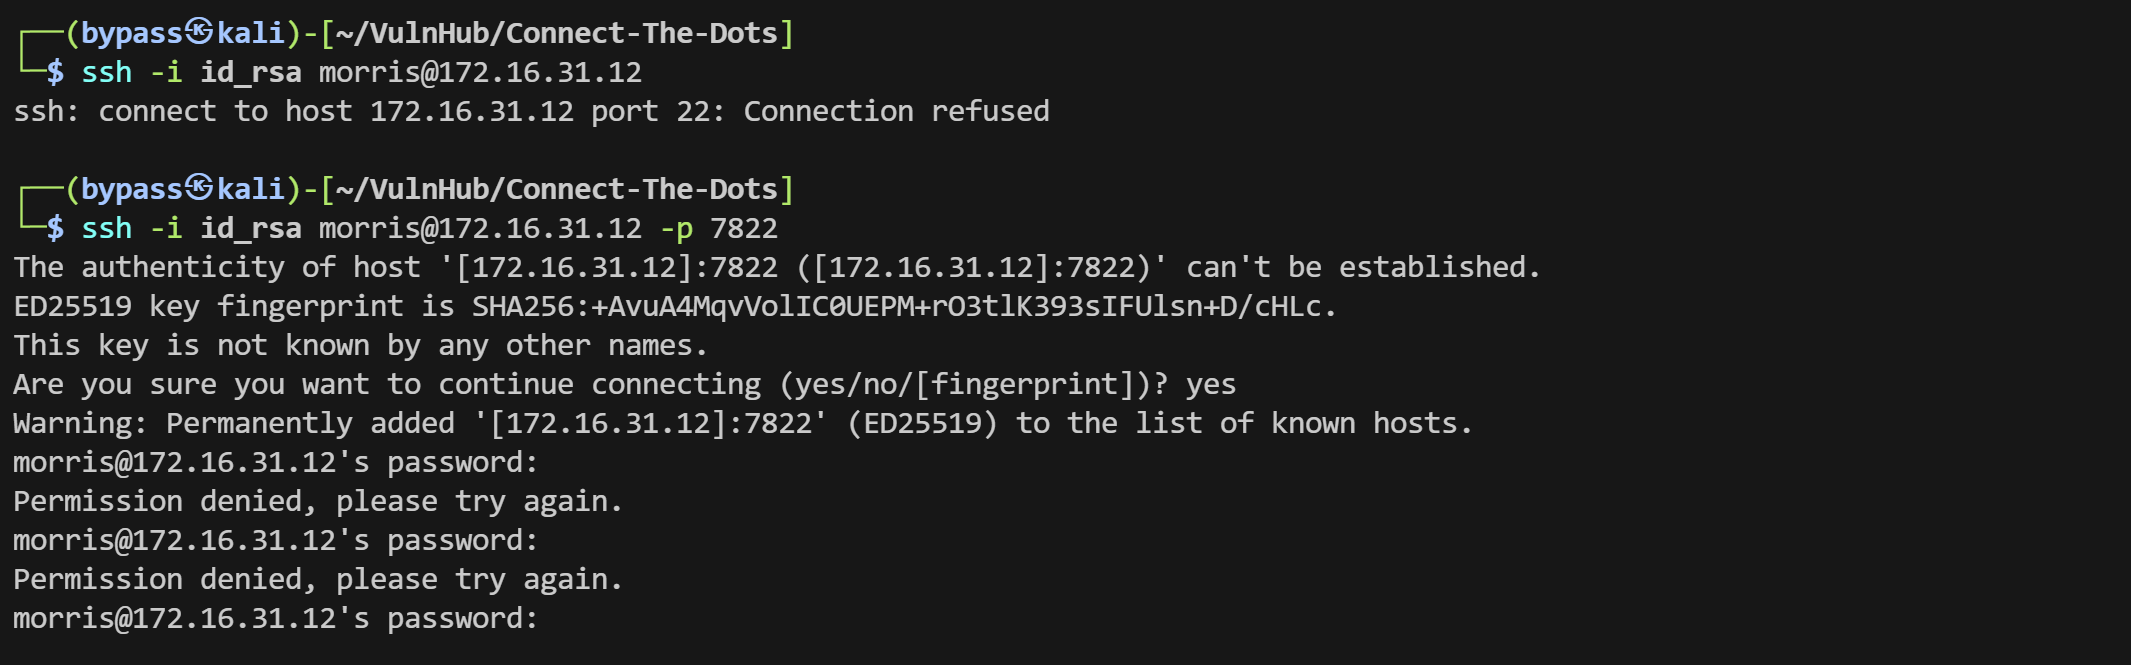 ┌──(bypass㉿kali)-[~/VulnHub/Connect-The-Dots]
└─$ ssh -i id_rsa morris@172.16.31.12
ssh: connect to host 172.16.31.12 port 22: Connection refused
┌──(bypass㉿kali)-[~/VulnHub/Connect-The-Dots]
└─$ ssh -i id_rsa morris@172.16.31.12 -p 7822
The authenticity of host '[172.16.31.12]:7822 ([172.16.31.12]:7822)' can't be established.
ED25519 key fingerprint is SHA256:+AvuA4MqvVolIC0UEPM+rO3tlK393sIFUlsn+D/cHLc.
This key is not known by any other names.
Are you sure you want to continue connecting (yes/no/[fingerprint])? yes
Warning: Permanently added '[172.16.31.12]:7822' (ED25519) to the list of known hosts.
morris@172.16.31.12's password:
Permission denied, please try again.
morris@172.16.31.12's password:
Permission denied, please try again.
morris@172.16.31.12's password: